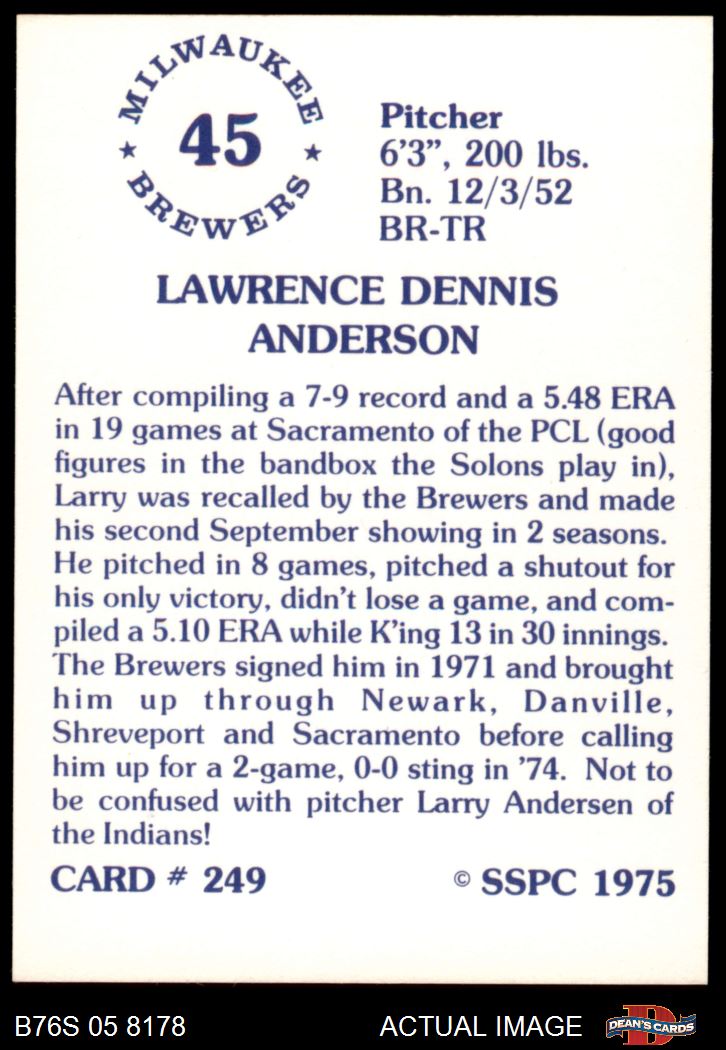 MILWAUKEE
45
★ ★
BREWERS
Pitcher
6'3", 200 lbs.
Bn. 12/3/52
BR-TR
LAWRENCE DENNIS
ANDERSON
After compiling a 7-9 record and a 5.48 ERA
in 19 games at Sacramento of the PCL (good
figures in the bandbox the Solons play in),
Larry was recalled by the Brewers and made
his second September showing in 2 seasons.
He pitched in 8 games, pitched a shutout for
his only victory, didn't lose a game, and com-
piled a 5.10 ERA while K'ing 13 in 30 innings.
The Brewers signed him in 1971 and brought
him up through Newark, Danville,
Shreveport and Sacramento before calling
him up for a 2-game, 0-0 sting in '74. Not to
be confused with pitcher Larry Andersen of
the Indians!
CARD # 249 © SSPC 1975
B76S 05 8178 ACTUAL IMAGE D DEAN'S CARDS